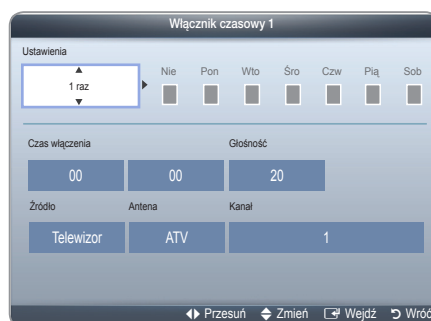 Włącznik czasowy 1
Ustawienia
1 raz Nie Pon Wto Śro Czw Pią Sob
Czas włączenia Głośność
00 00 20
Źródło Antena Kanał
Telewizor ATV 1
Przesuń Zmień Wejdź Wróć